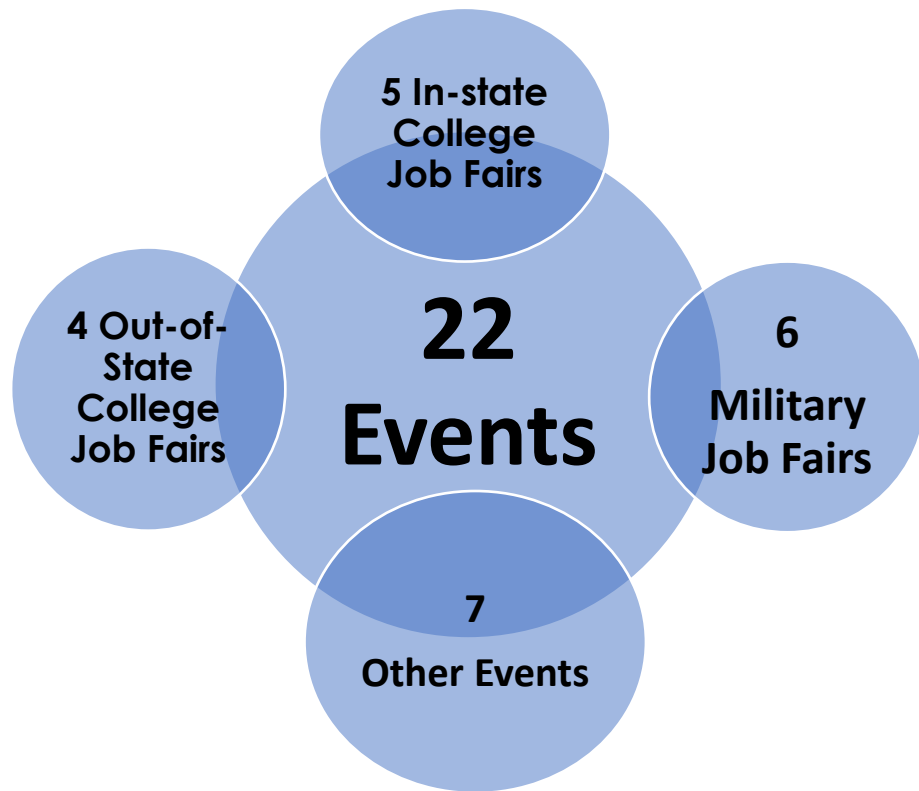 5 In-state
College
Job Fairs
4 Out-of-
State
College
Job Fairs
22
Events
6
Military
Job Fairs
7
Other Events